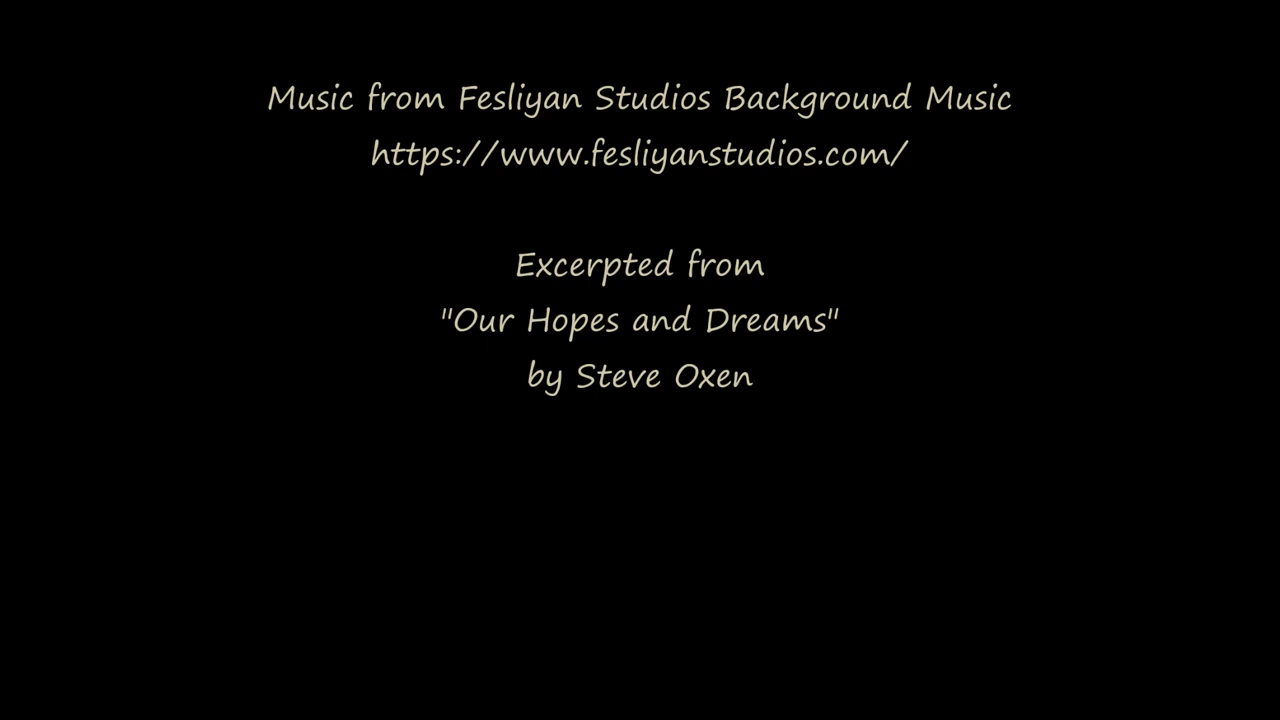 Music from Fesliyan Studios Background Music
https://www.fesliyanstudios.com/
Excerpted from
"Our Hopes and Dreams"
by Steve Oxen